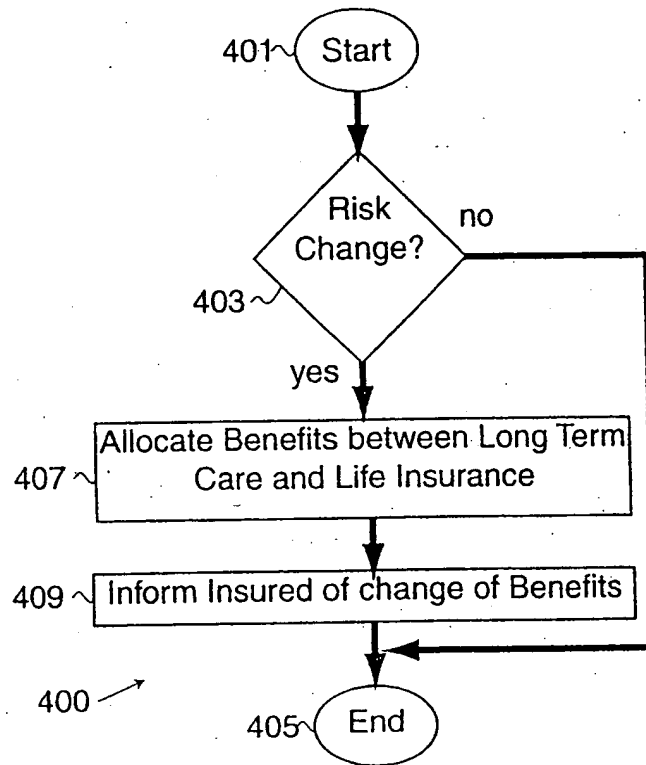 401
Start
Risk
Change?
no
403
yes
Allocate Benefits between Long Term
Care and Life Insurance
407
Inform Insured of change of Benefits
409
400
405
End